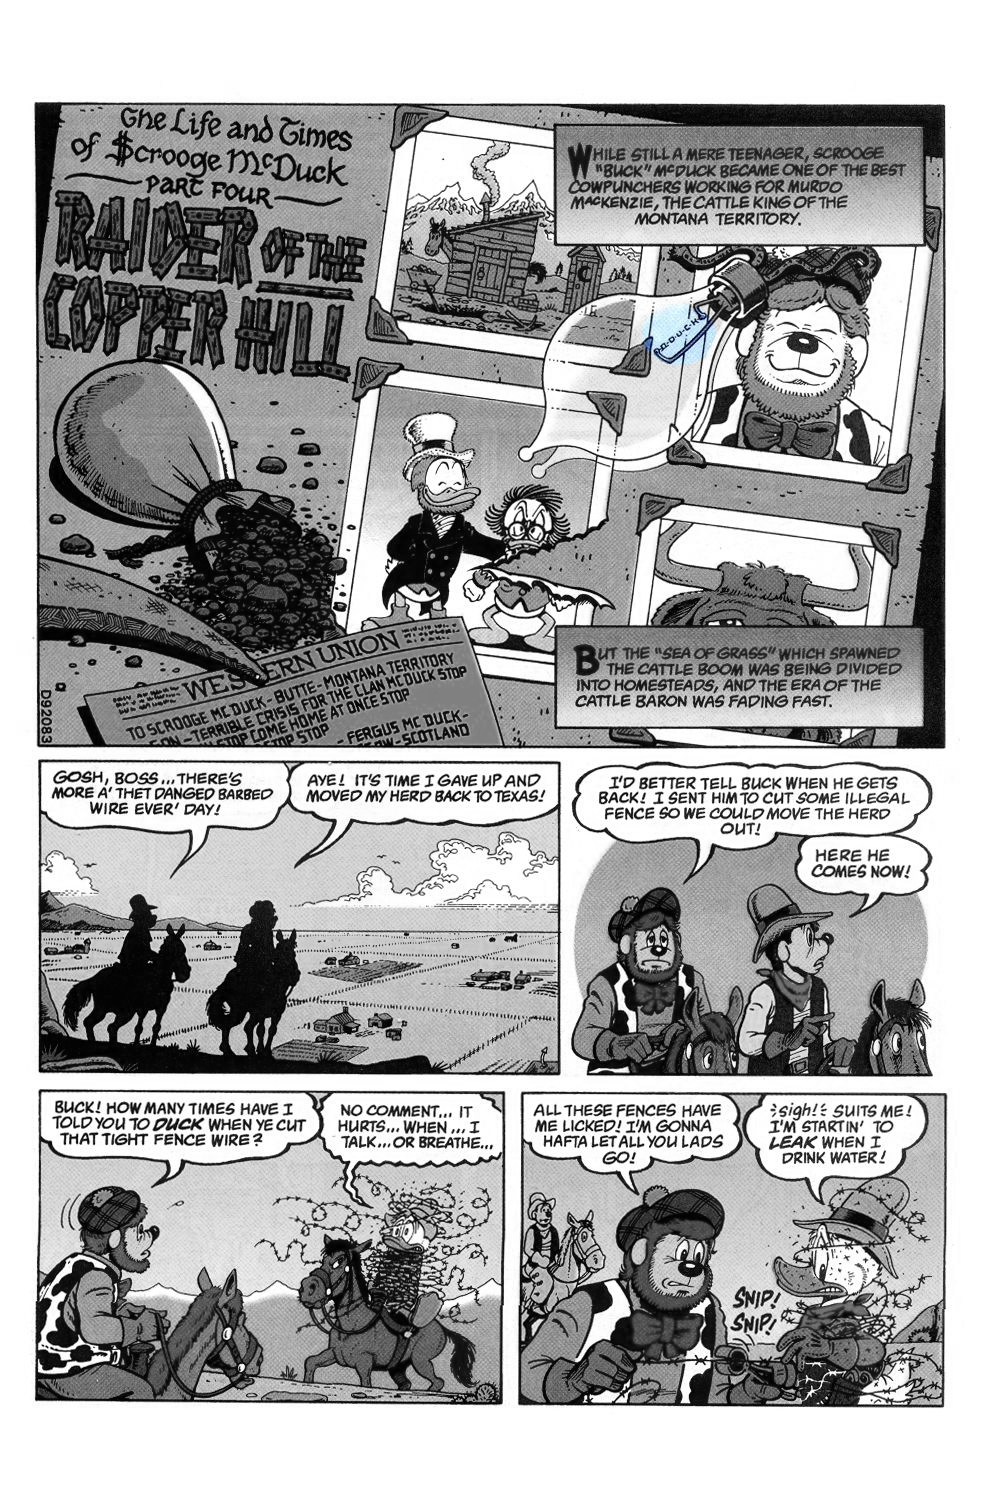 The Life and Times
of $crooge McDuck
PART FOUR
RAIDER OF THE
COPPER HILL
WHILE STILL A MERE TEENAGER, SCROOGE
"BUCK" McDUCK BECAME ONE OF THE BEST
COWPUNCHERS WORKING FOR MURDO
MACKENZIE, THE CATTLE KING OF THE
MONTANA TERRITORY.
D.U.C.K.
WESTERN UNION
TO SCROOGE MC DUCK - BUTTE - MONTANA TERRITORY
- TERRIBLE CRISIS FOR THE CLAN MC DUCK STOP
STOP COME HOME AT ONCE STOP
STOP STOP - FERGUS MC DUCK -
- SCOTLAND
BUT THE "SEA OF GRASS" WHICH SPAWNED
THE CATTLE BOOM WAS BEING DIVIDED
INTO HOMESTEADS, AND THE ERA OF THE
CATTLE BARON WAS FADING FAST.
D 92083
GOSH, BOSS... THERE'S
MORE A' THET DANGED BARBED
WIRE EVER' DAY!
AYE! IT'S TIME I GAVE UP AND
MOVED MY HERD BACK TO TEXAS!
I'D BETTER TELL BUCK WHEN HE GETS
BACK! I SENT HIM TO CUT SOME ILLEGAL
FENCE SO WE COULD MOVE THE HERD
OUT!
HERE HE
COMES NOW!
BUCK! HOW MANY TIMES HAVE I
TOLD YOU TO DUCK WHEN YE CUT
THAT TIGHT FENCE WIRE?
NO COMMENT... IT
HURTS... WHEN... I
TALK... OR BREATHE...
ALL THESE FENCES HAVE
ME LICKED! I'M GONNA
HAFTA LET ALL YOU LADS
GO!
sigh! SUITS ME!
I'M STARTIN' TO
LEAK WHEN I
DRINK WATER!
SNIP!
SNIP!